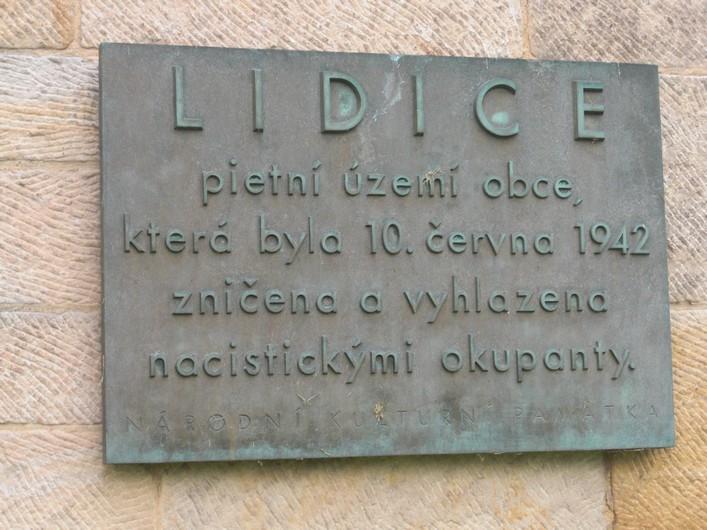 LIDICE
pietní území obce,
která byla 10. června 1942
zničena a vyhlazena
nacistickými okupanty.
NÁRODNÍ KULTURNÍ PAMÁTKA